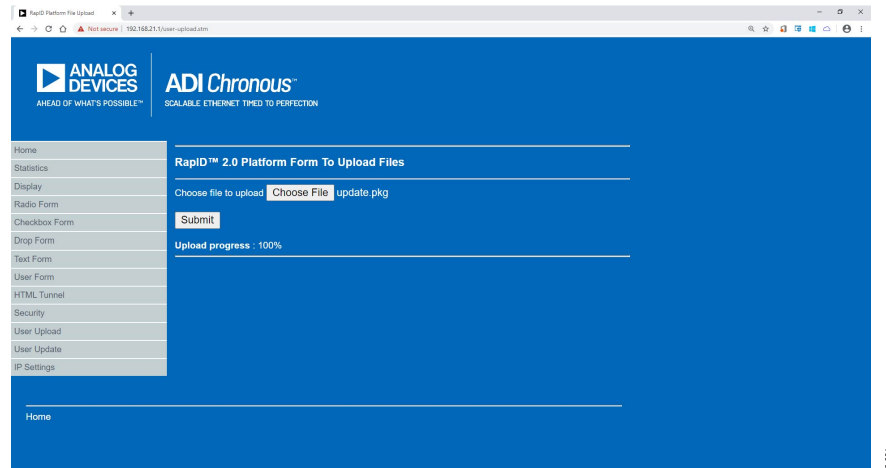 RapID Platform File Upload
Not secure | 192.168.21.1/user-upload.stm
ANALOG
DEVICES
AHEAD OF WHAT'S POSSIBLE™
ADI Chronous™
SCALABLE ETHERNET TIMED TO PERFECTION
Home
Statistics
Display
Radio Form
Checkbox Form
Drop Form
Text Form
User Form
HTML Tunnel
Security
User Upload
User Update
IP Settings
RapID™ 2.0 Platform Form To Upload Files
Choose file to upload Choose File update.pkg
Submit
Upload progress : 100%
Home